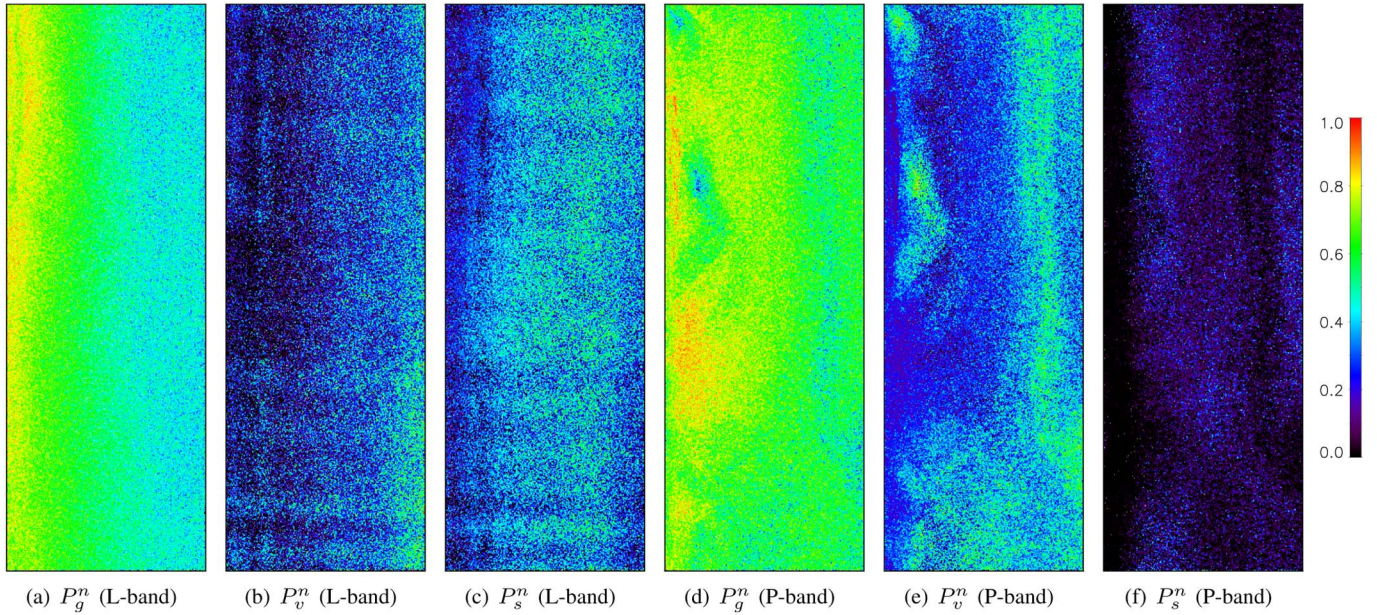 1.0
0.8
0.6
0.4
0.2
0.0
(a) P_g^n (L-band)
(b) P_v^n (L-band)
(c) P_s^n (L-band)
(d) P_g^n (P-band)
(e) P_v^n (P-band)
(f) P_s^n (P-band)